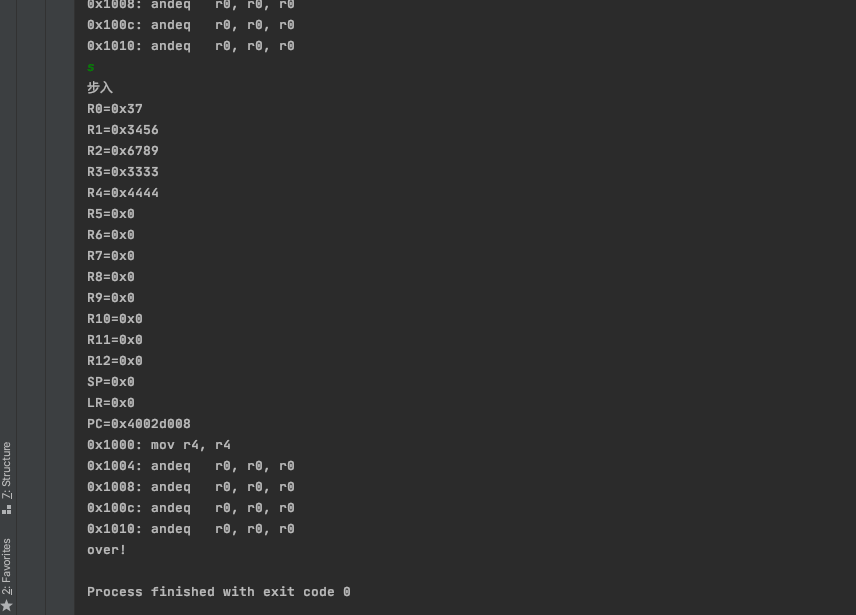 0x1008: andeq   r0, r0, r0
0x100c: andeq   r0, r0, r0
0x1010: andeq   r0, r0, r0
s
步入
R0=0x37
R1=0x3456
R2=0x6789
R3=0x3333
R4=0x4444
R5=0x0
R6=0x0
R7=0x0
R8=0x0
R9=0x0
R10=0x0
R11=0x0
R12=0x0
SP=0x0
LR=0x0
PC=0x4002d008
0x1000: mov r4, r4
0x1004: andeq   r0, r0, r0
0x1008: andeq   r0, r0, r0
0x100c: andeq   r0, r0, r0
0x1010: andeq   r0, r0, r0
over!
Process finished with exit code 0
7: Structure
2: Favorites